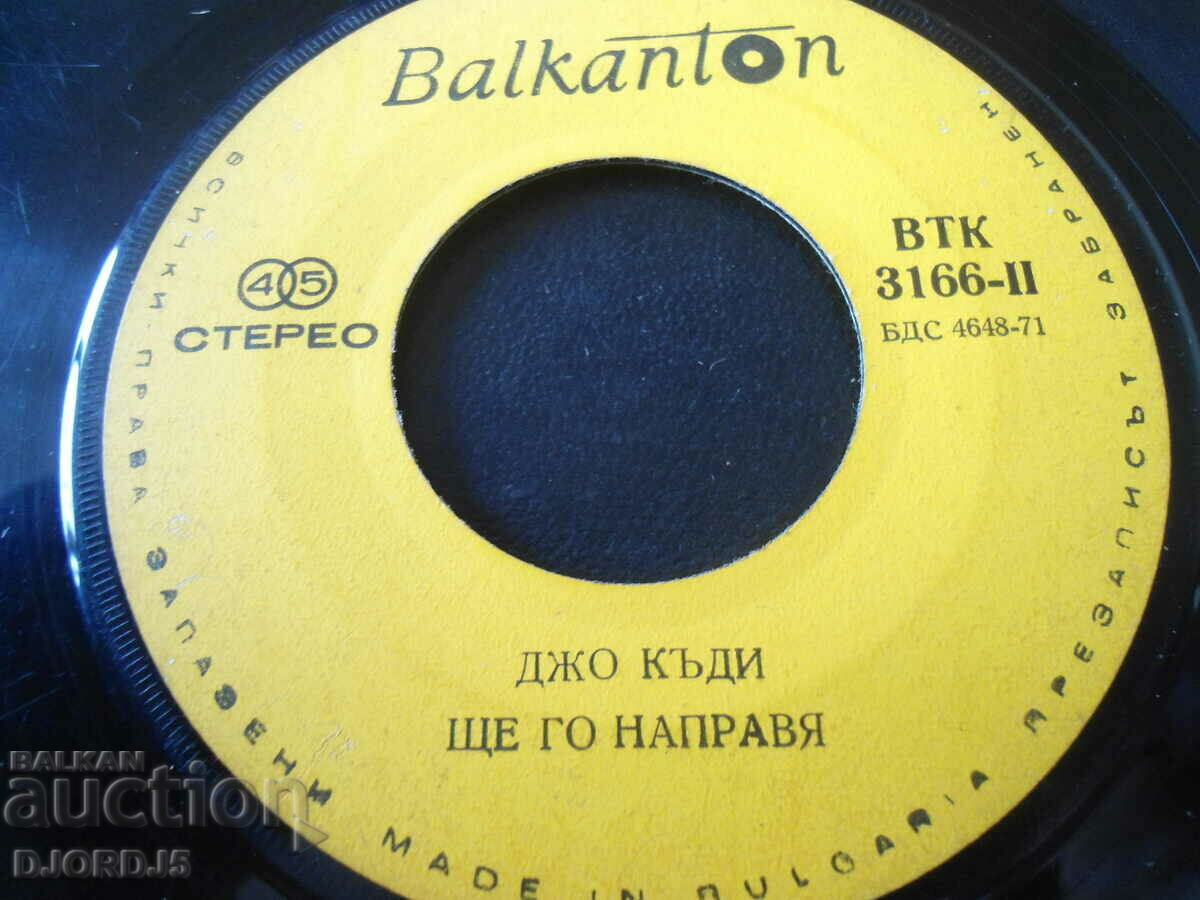 Balkanton
45
СТЕРЕО
ВТК
3166-II
БДС 4648-71
ДЖО КЪДИ
ЩЕ ГО НАПРАВЯ
ВСИЧКИ ПРАВА ЗАПАЗЕНИ MADE IN BULGARIA ПРЕЗАПИСЪТ ЗАБРАНЕН
BALKAN
auction
DJORDJ5